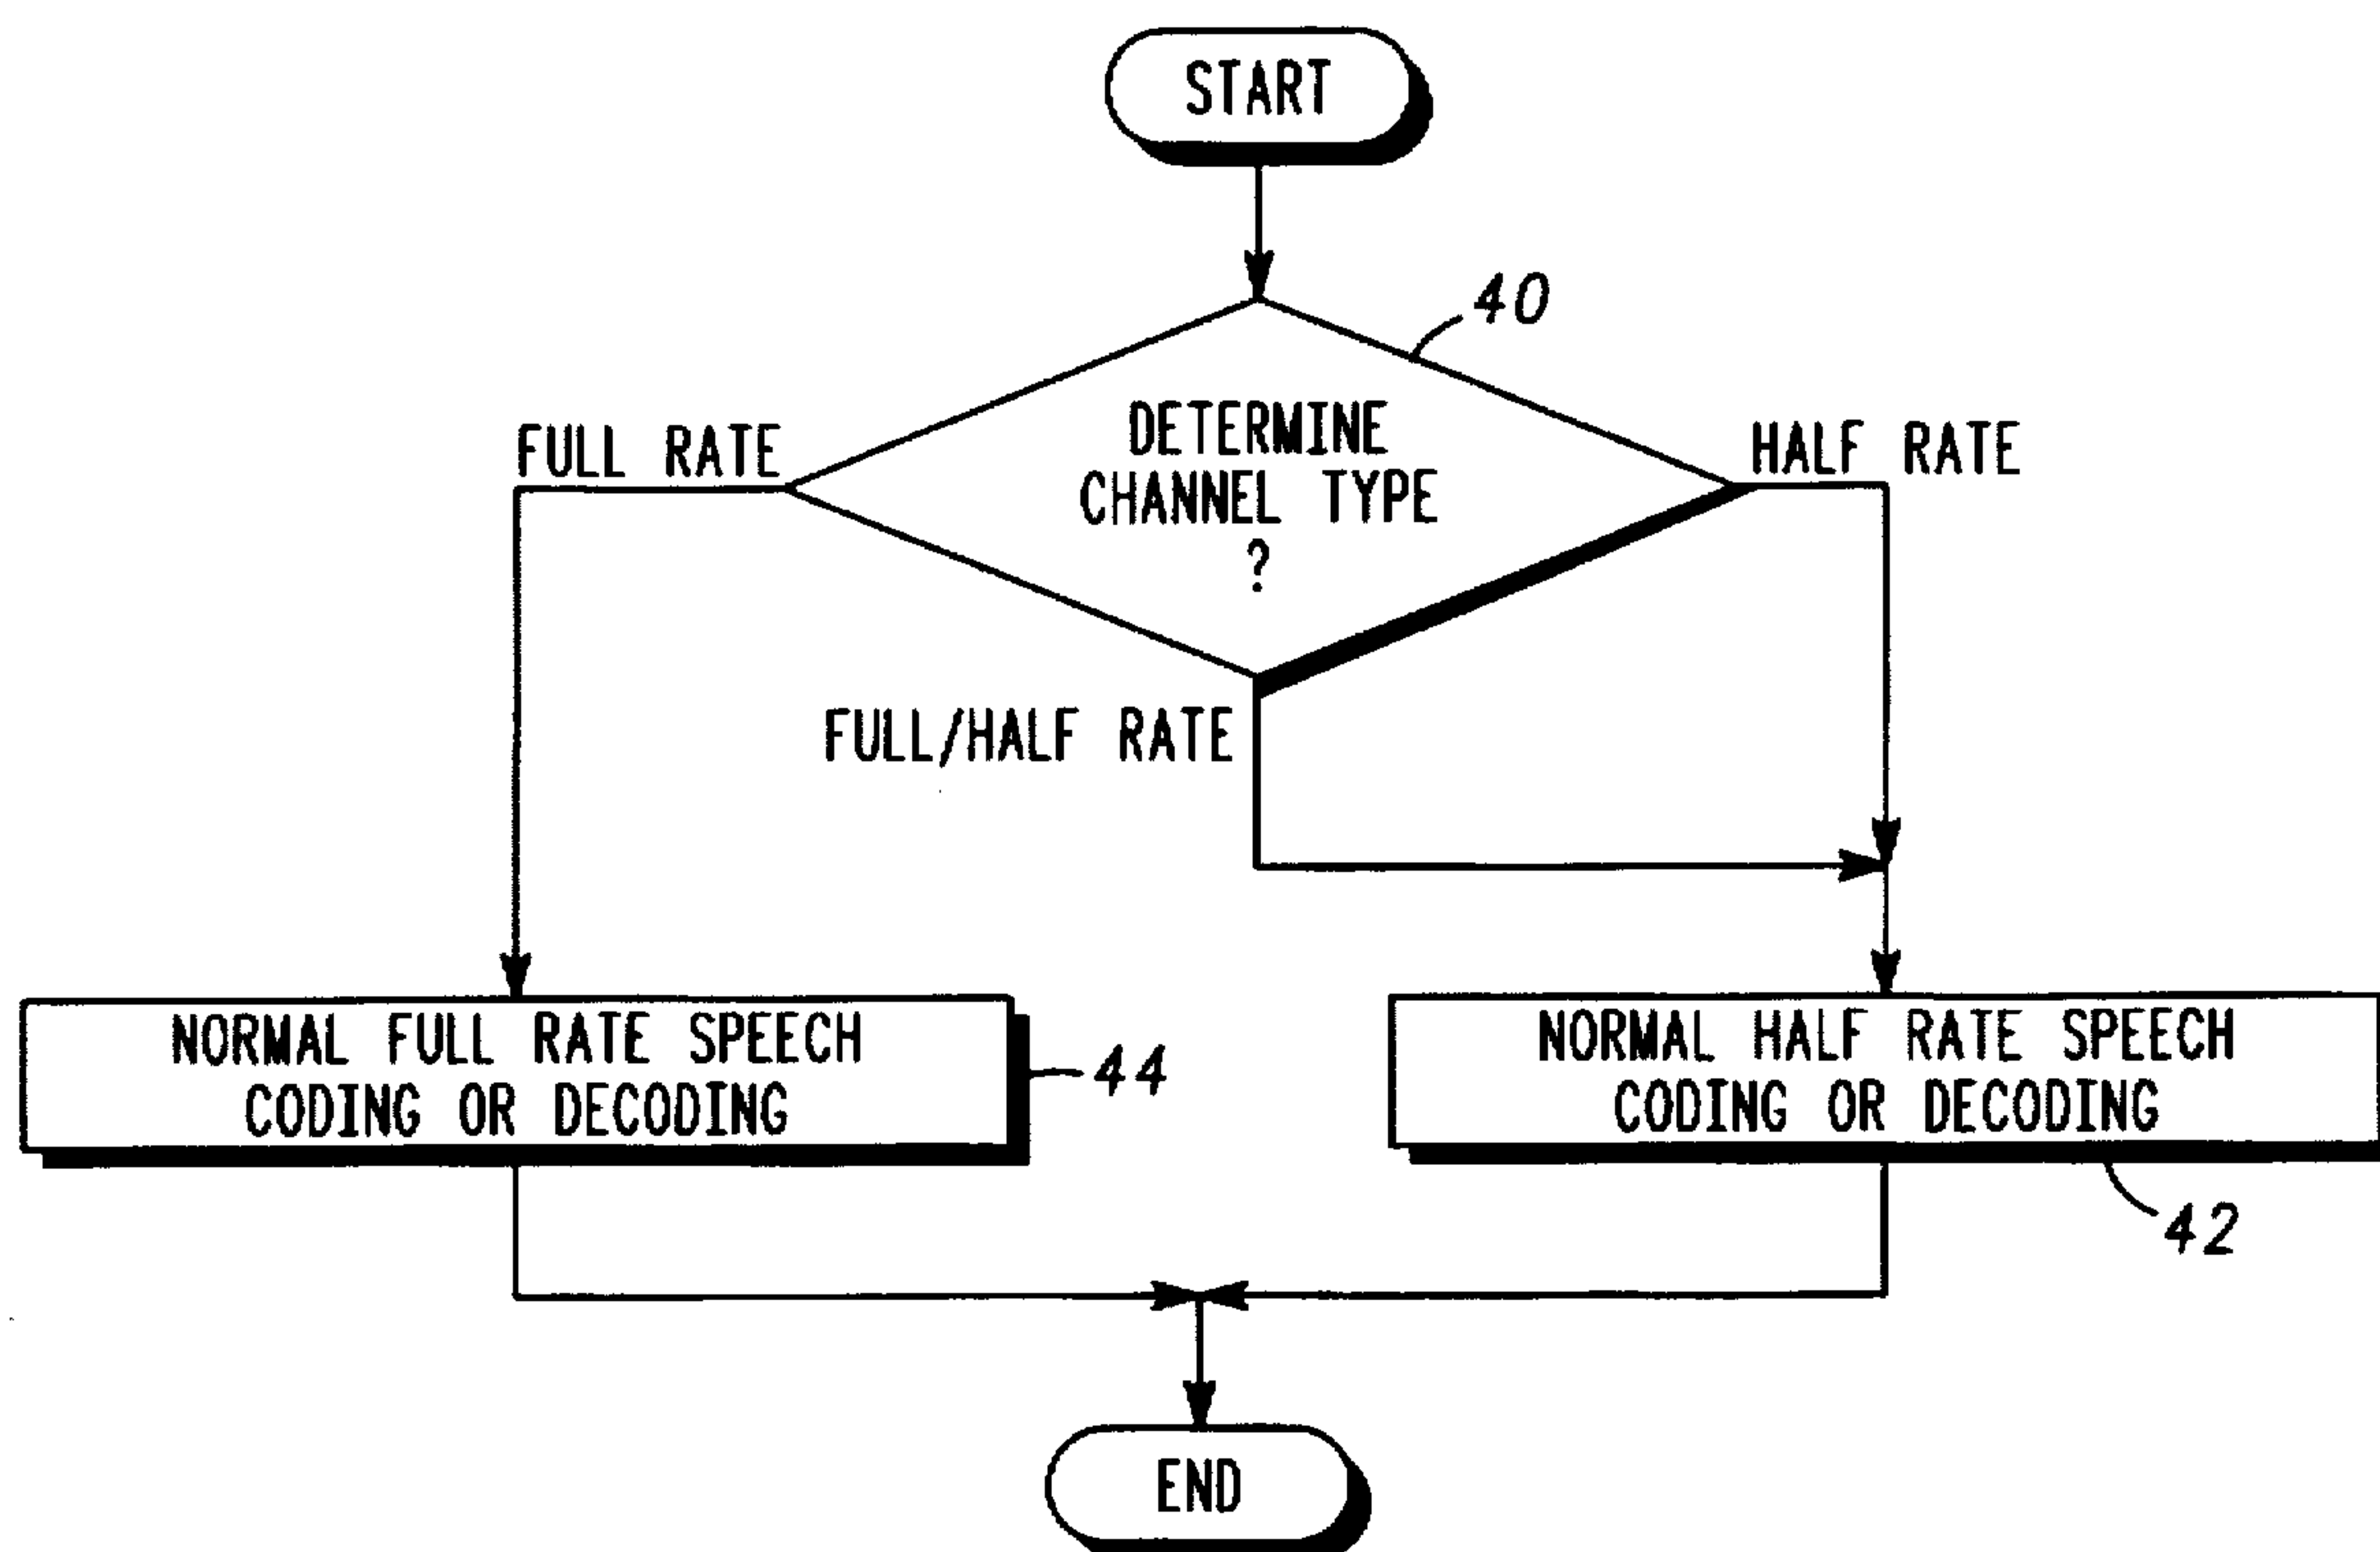 START
40
DETERMINE
CHANNEL TYPE
?
FULL RATE
HALF RATE
FULL/HALF RATE
NORMAL FULL RATE SPEECH
CODING OR DECODING
44
NORMAL HALF RATE SPEECH
CODING OR DECODING
42
END